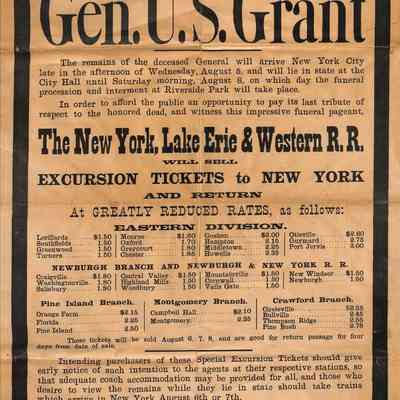 Gen. U.S. Grant
The remains of the deceased General will arrive New York City
late in the afternoon of Wednesday, August 5, and will lie in state at the
City Hall until Saturday morning, August 8, on which day the funeral
procession and interment at Riverside Park will take place.
In order to afford the public an opportunity to pay its last tribute of
respect to the honored dead, and witness this impressive funeral pageant,
The New York, Lake Erie & Western R.R.
WILL SELL
EXCURSION TICKETS to NEW YORK
AND RETURN
At GREATLY REDUCED RATES, as follows:
EASTERN DIVISION.
Lorillards $1.50 Monroe $1.60 Goshen $2.00 Otisville $2.60
Southfields 1.50 Oxford 1.70 Hampton 2.15 Guymard 2.75
Greenwood 1.50 Greycourt 1.80 Middletown 2.25 Port Jervis 3.00
Turners 1.50 Chester 1.85 Howells 2.35
NEWBURGH BRANCH AND NEWBURGH & NEW YORK R. R.
Craigville $1.80 Central Valley $1.50 Mountainville $1.50 New Windsor $1.50
Washingtonville 1.80 Highland Mills 1.50 Cornwall 1.50 Newburgh 1.50
Salisbury 1.80 Woodbury 1.50 Vails Gate 1.50
Pine Island Branch. Montgomery Branch. Crawford Branch.
Orange Farm $2.15 Campbell Hall $2.10 Circleville $2.35
Florida 2.25 Montgomery 2.35 Bullville 2.45
Pine Island 2.50 Thompson Ridge 2.55
Pine Bush 2.75
These tickets will be sold August 6, 7, 8, and are good for return passage for four
days from date of sale.
Intending purchasers of these Special Excursion Tickets should give
early notice of such intention to the agents at their respective stations, so
that adequate coach accommodation may be provided for all, and those who
desire to view the remains while they lie in state should take trains
which arrive in New York August 6th or 7th.